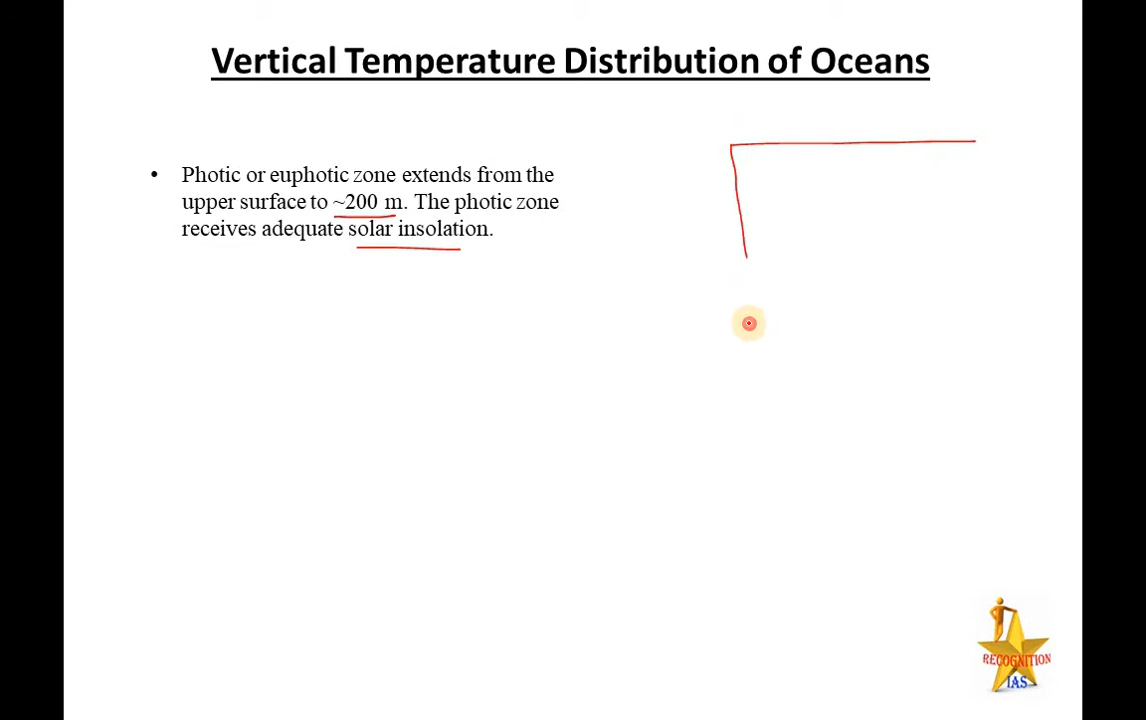 Vertical Temperature Distribution of Oceans
• Photic or euphotic zone extends from the
upper surface to ~200 m. The photic zone
receives adequate solar insolation.
RECOGNITION
IAS